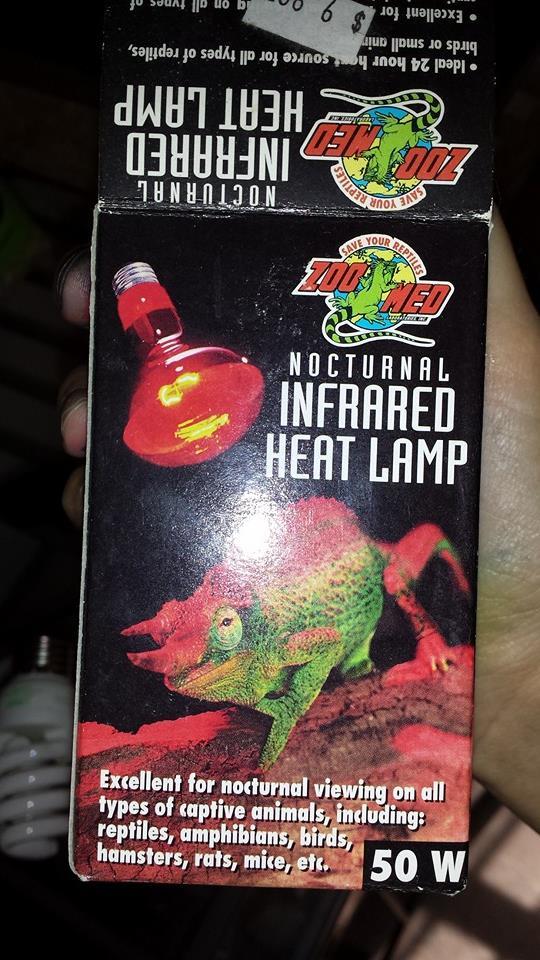 • Excellent for
• Ideal 24 hour heat source for all types of reptiles,
birds or small
NOCTURNAL
INFRARED
HEAT LAMP
SAVE YOUR REPTILES
ZOO MED
SAVE YOUR REPTILES
ZOO MED
NOCTURNAL
INFRARED
HEAT LAMP
Excellent for nocturnal viewing on all
types of captive animals, including:
reptiles, amphibians, birds,
hamsters, rats, mice, etc.
50 W